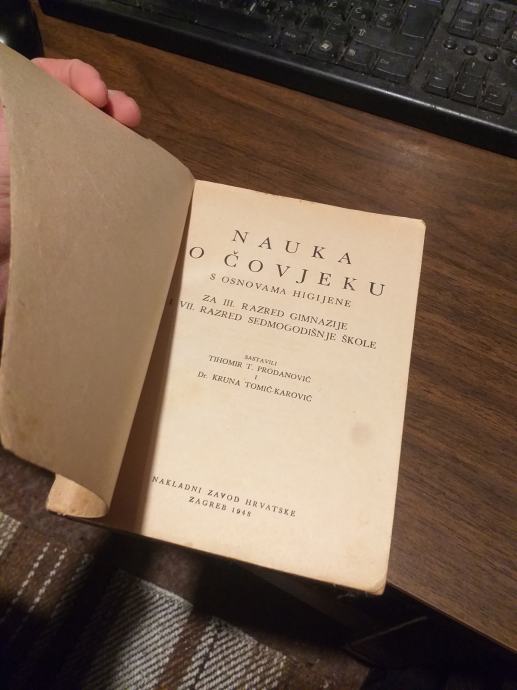 NAUKA
O ČOVJEKU
S OSNOVAMA HIGIJENE
ZA III. RAZRED GIMNAZIJE
I VII. RAZRED SEDMOGODIŠNJE ŠKOLE
SASTAVILI
TIHOMIR T. PRODANOVIĆ
I
Dr. KRUNA TOMIĆ-KAROVIĆ
NAKLADNI ZAVOD HRVATSKE
ZAGREB 1948